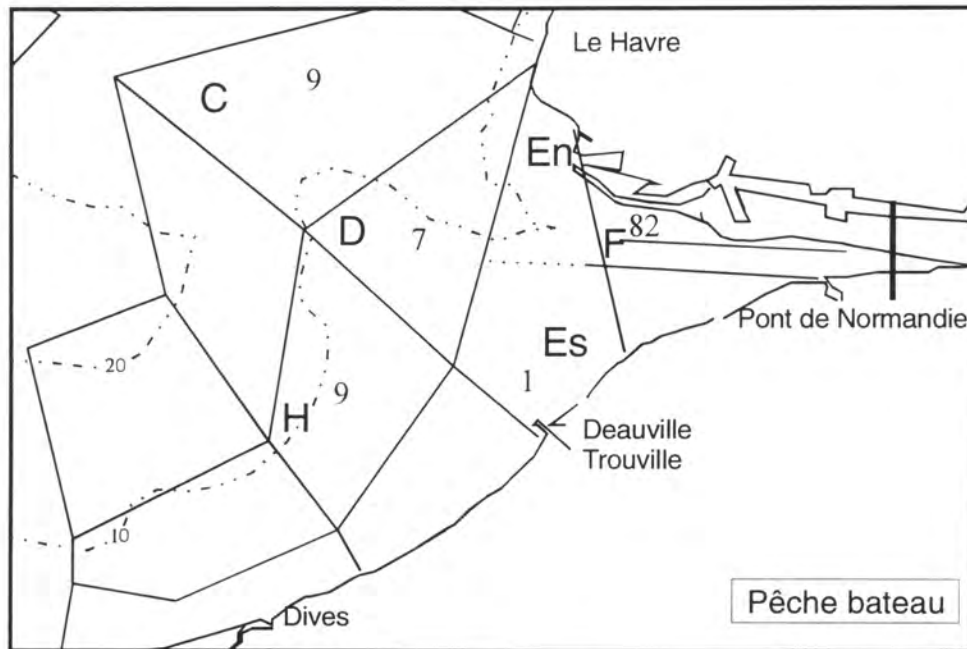 Le Havre
C
9
En
D
7
F
82
Pont de Normandie
Es
20
1
H
9
Deauville
Trouville
10
Dives
Pêche bateau